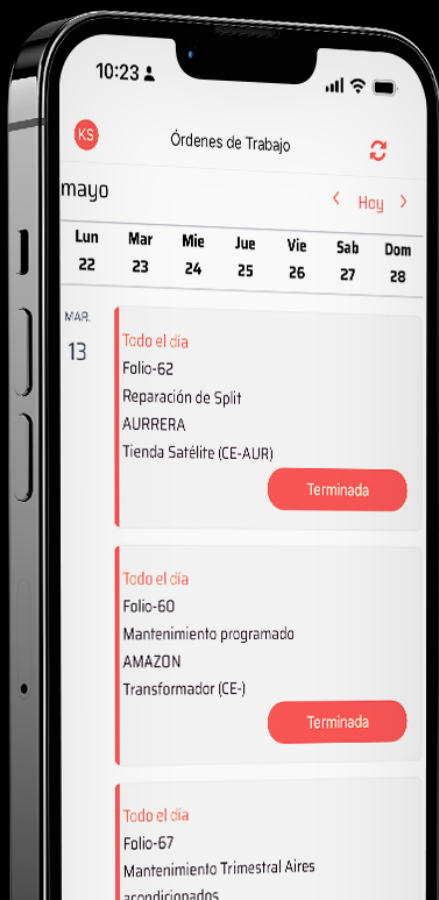 10:23
KS
Órdenes de Trabajo
mayo
< Hoy >
Lun Mar Mie Jue Vie Sab Dom
22 23 24 25 26 27 28
MAR.
13
Todo el día
Folio-62
Reparación de Split
AURRERA
Tienda Satélite (CE-AUR)
Terminada
Todo el día
Folio-60
Mantenimiento programado
AMAZON
Transformador (CE-)
Terminada
Todo el día
Folio-67
Mantenimiento Trimestral Aires
acondicionados